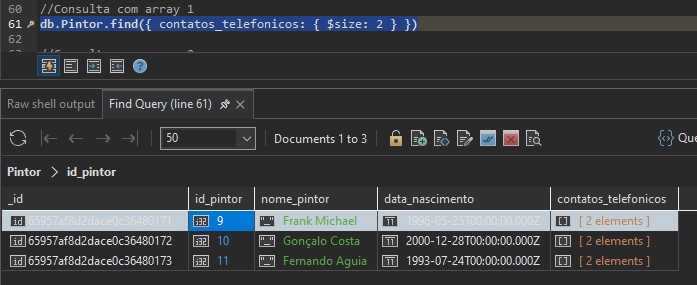 60 //Consulta com array 1
61 db.Pintor.find({ contatos_telefonicos: { $size: 2 } })
62
Raw shell output Find Query (line 61)
50 Documents 1 to 3 Que
Pintor > id_pintor
_id id_pintor nome_pintor data_nascimento contatos_telefonicos
65957af8d2dace0c36480171 9 Frank Michael 1996-05-25T00:00:00.000Z [ 2 elements ]
65957af8d2dace0c36480172 10 Gonçalo Costa 2000-12-28T00:00:00.000Z [ 2 elements ]
65957af8d2dace0c36480173 11 Fernando Aguia 1993-07-24T00:00:00.000Z [ 2 elements ]